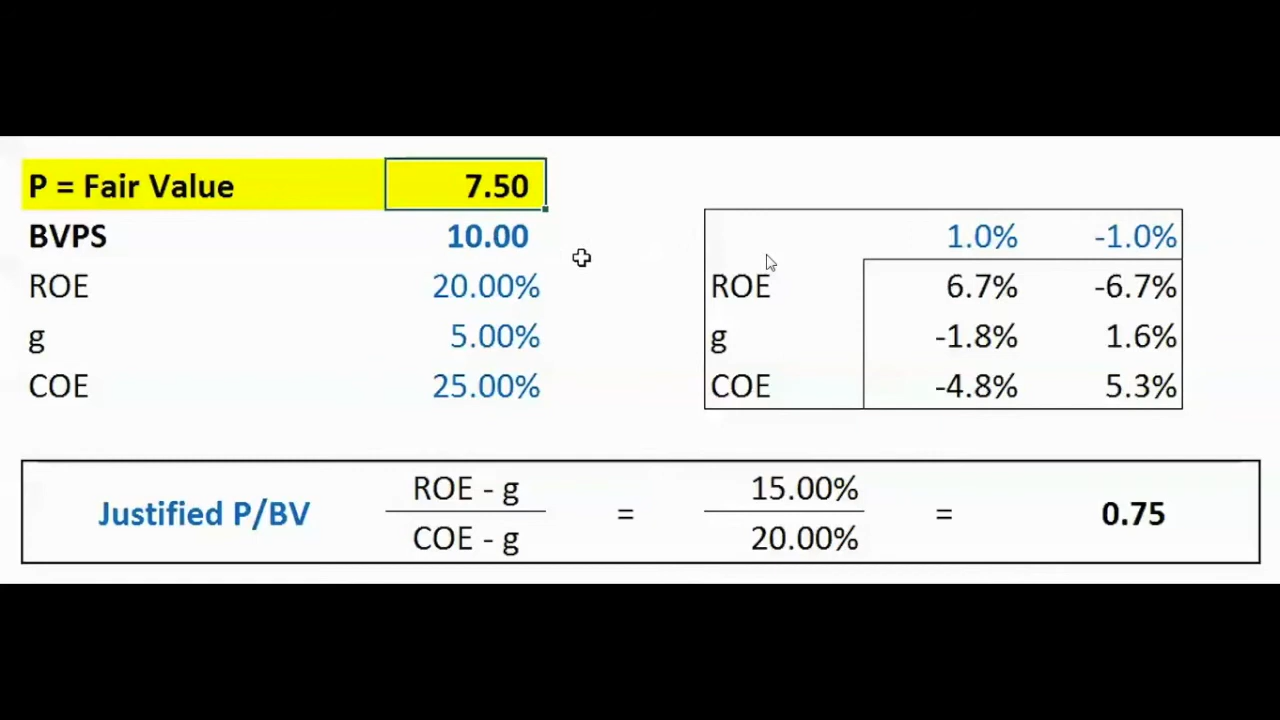 P = Fair Value 7.50
BVPS 10.00
ROE 20.00%
g 5.00%
COE 25.00%
1.0% -1.0%
ROE 6.7% -6.7%
g -1.8% 1.6%
COE -4.8% 5.3%
Justified P/BV
ROE - g
COE - g
=
15.00%
20.00%
=
0.75